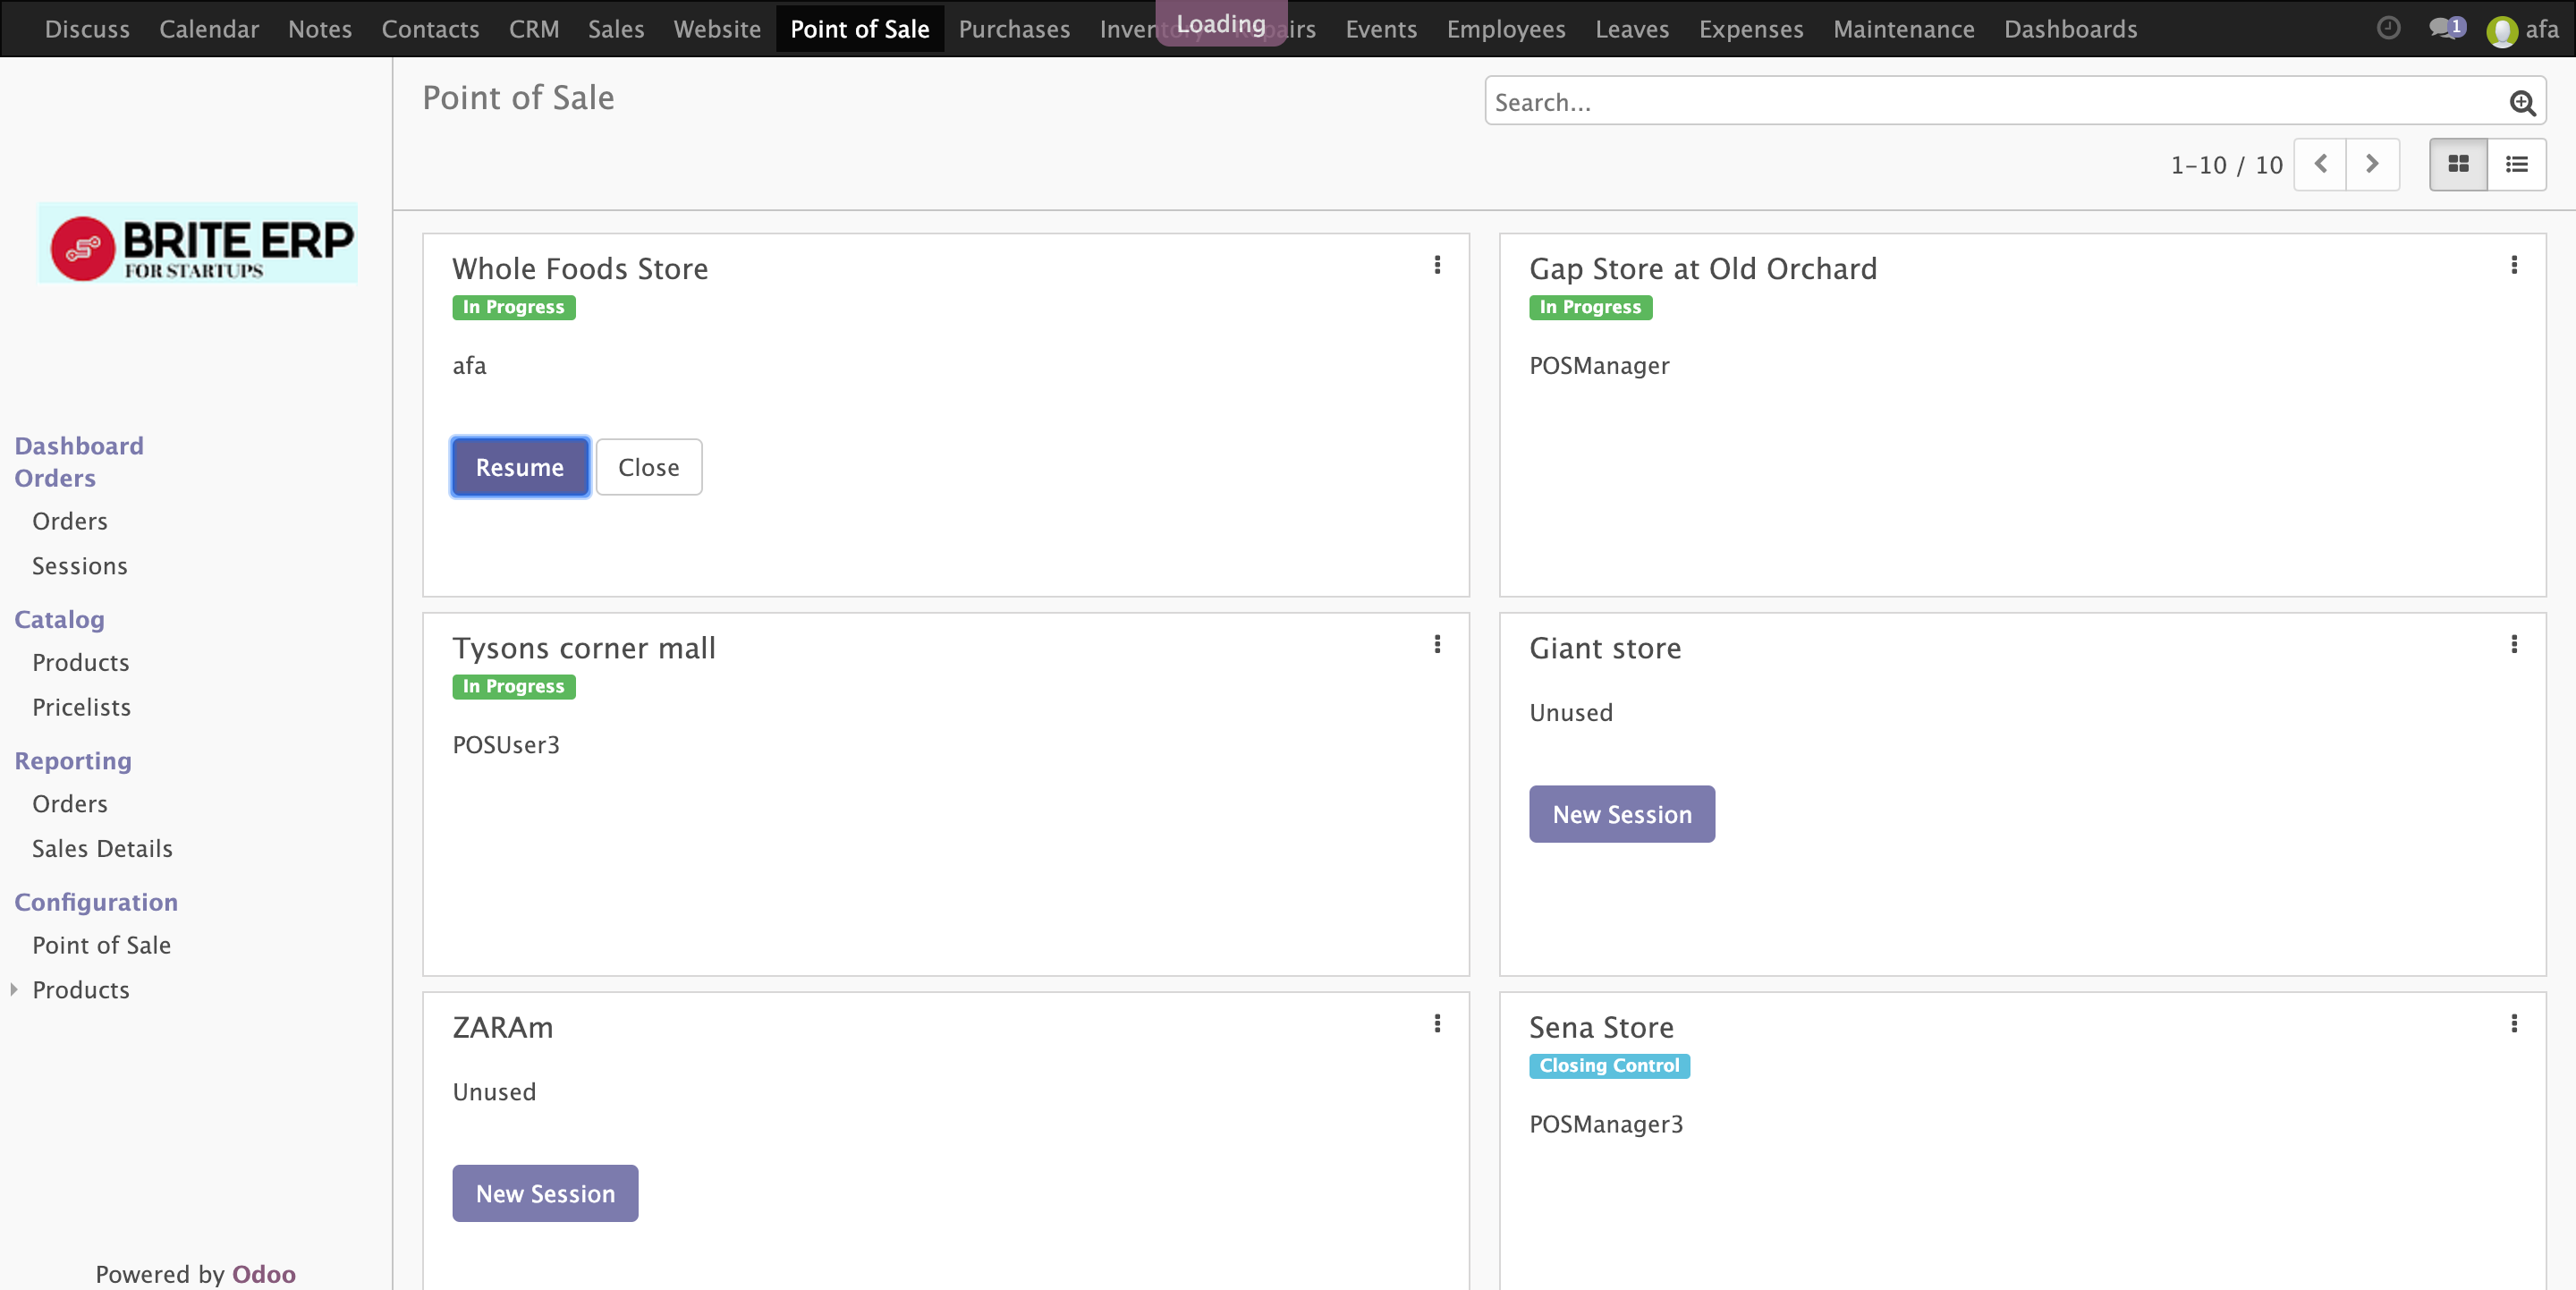 Discuss Calendar Notes Contacts CRM Sales Website Point of Sale Purchases Loading Events Employees Leaves Expenses Maintenance Dashboards 1 afa
Point of Sale
Search...
1-10 / 10
BRITE ERP
FOR STARTUPS
Dashboard
Orders
Orders
Sessions
Catalog
Products
Pricelists
Reporting
Orders
Sales Details
Configuration
Point of Sale
Products
Powered by Odoo
Whole Foods Store
In Progress
afa
Resume Close
Gap Store at Old Orchard
In Progress
POSManager
Tysons corner mall
In Progress
POSUser3
Giant store
Unused
New Session
ZARAm
Unused
New Session
Sena Store
Closing Control
POSManager3